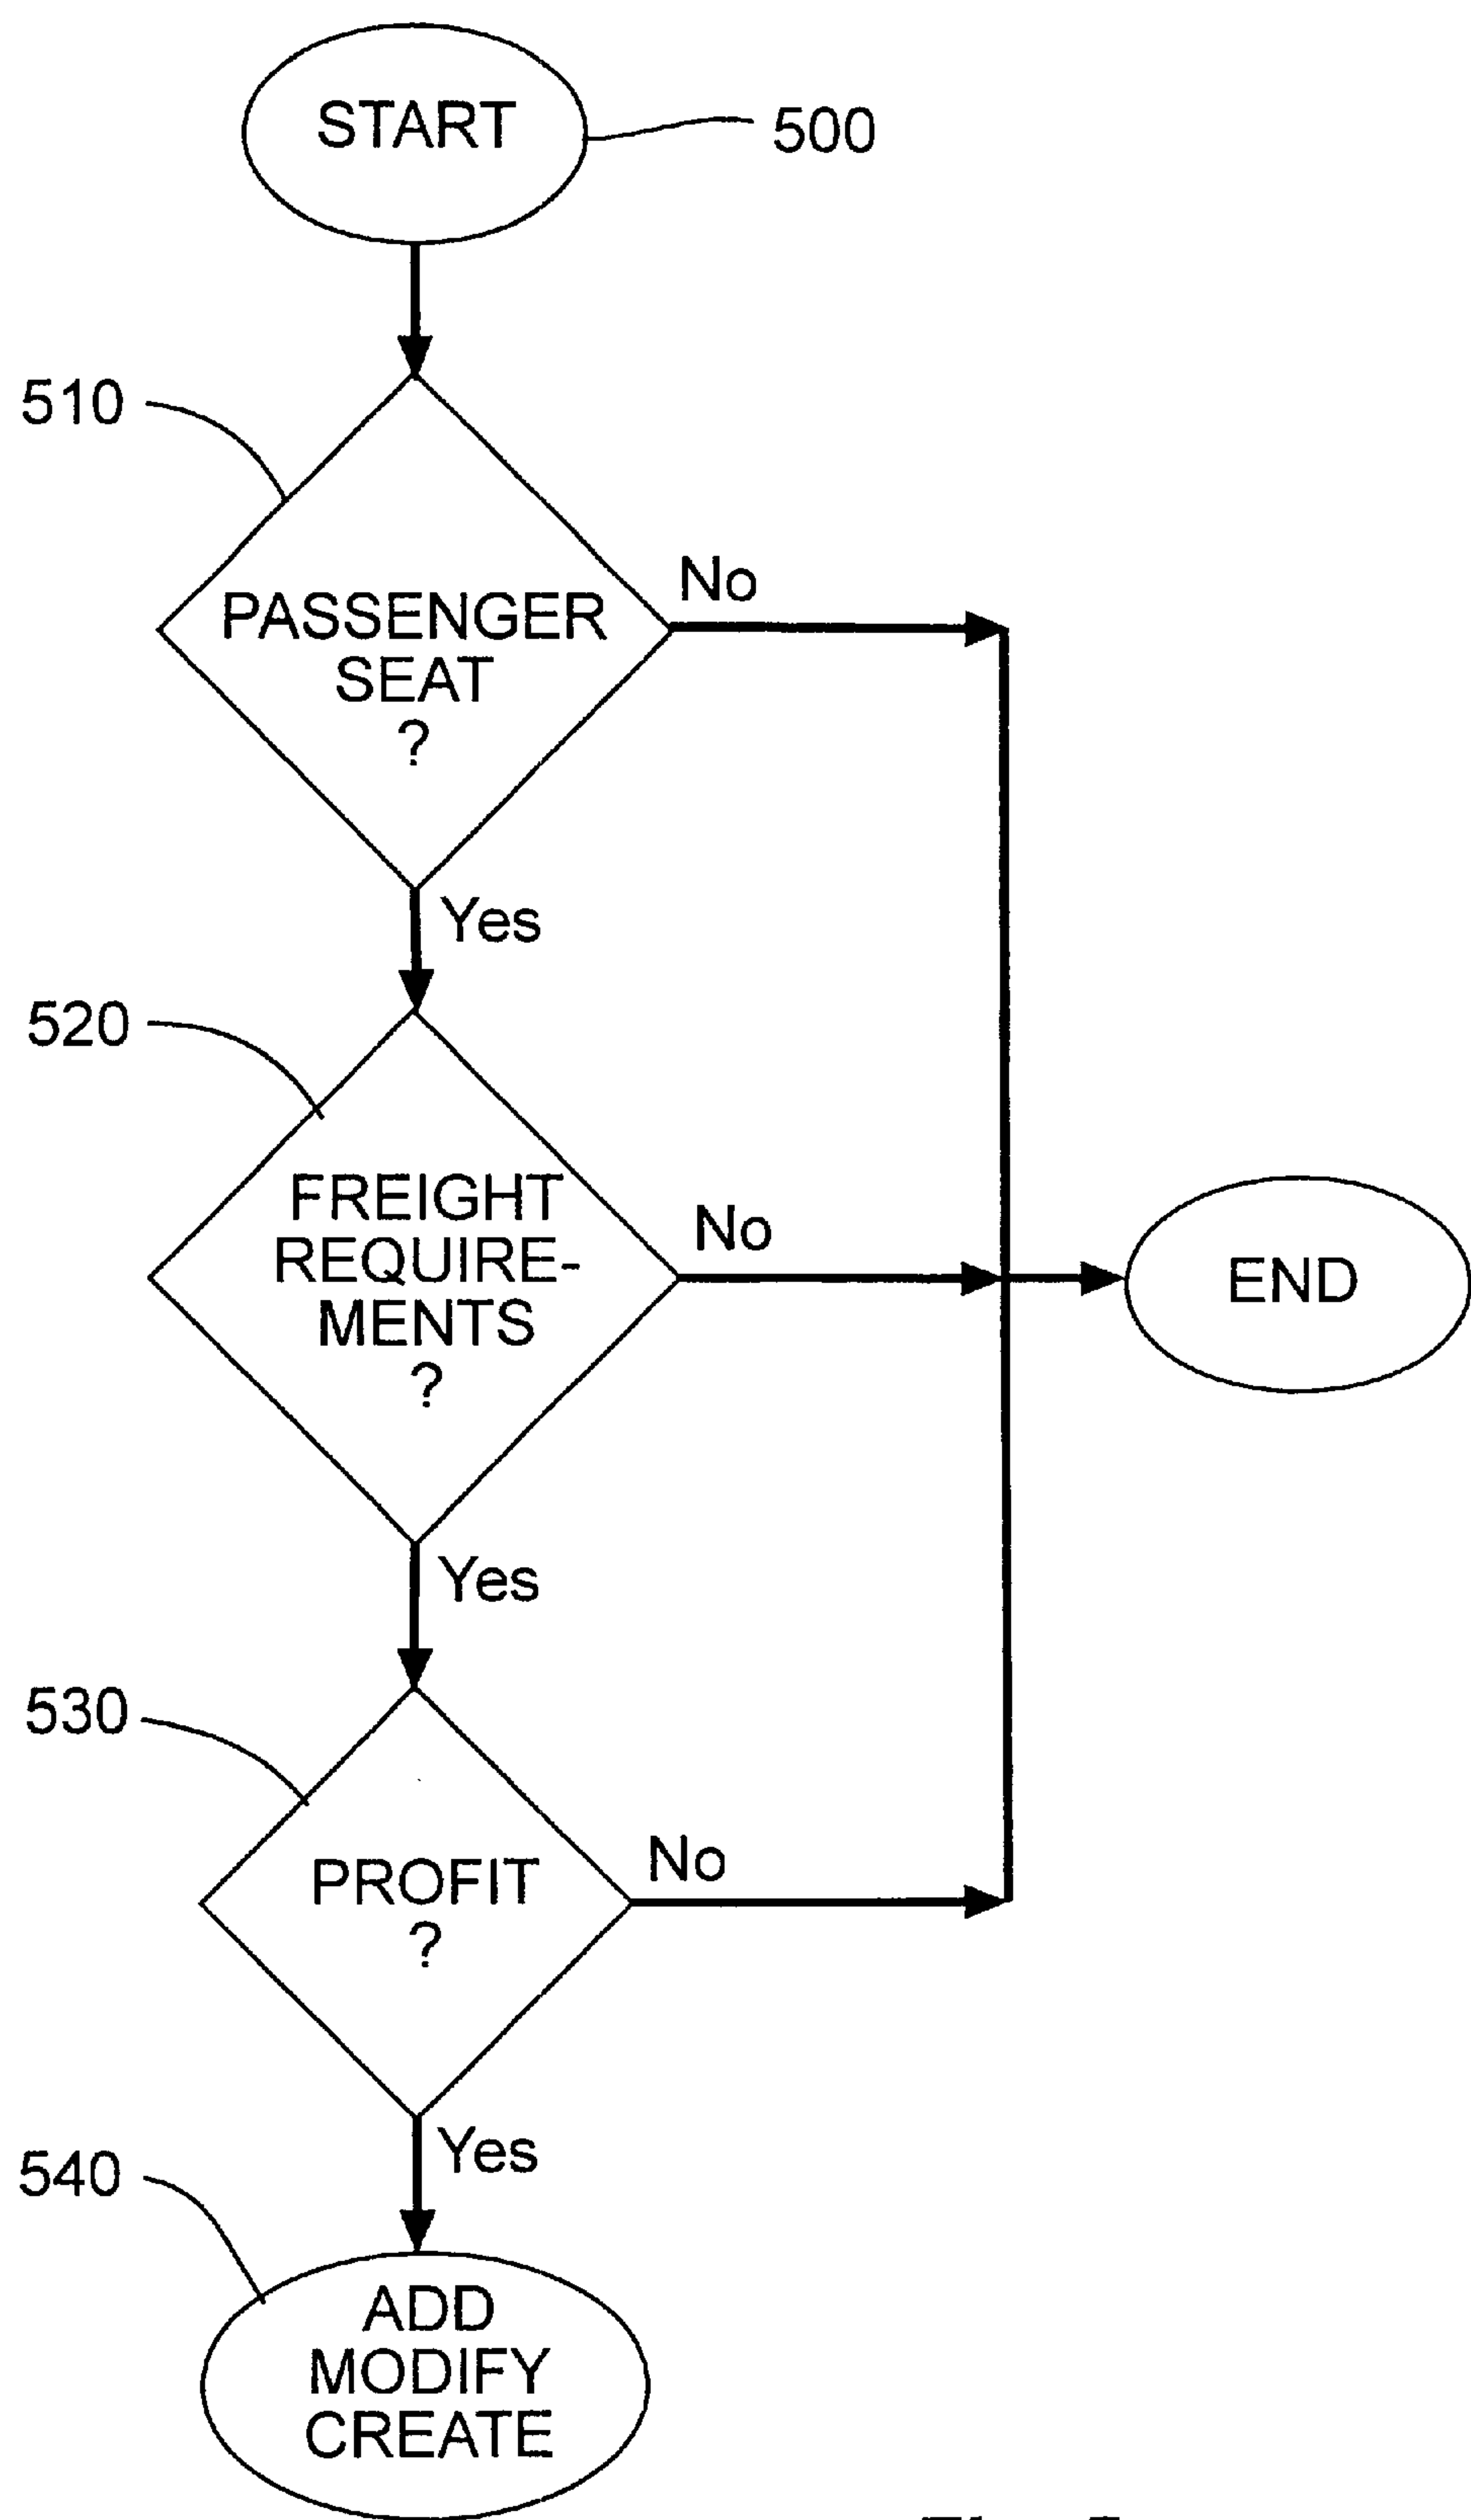 START
500
510
No
PASSENGER
SEAT
?
Yes
520
FREIGHT
REQUIRE-
MENTS
?
No
END
Yes
530
No
PROFIT
?
Yes
540
ADD
MODIFY
CREATE